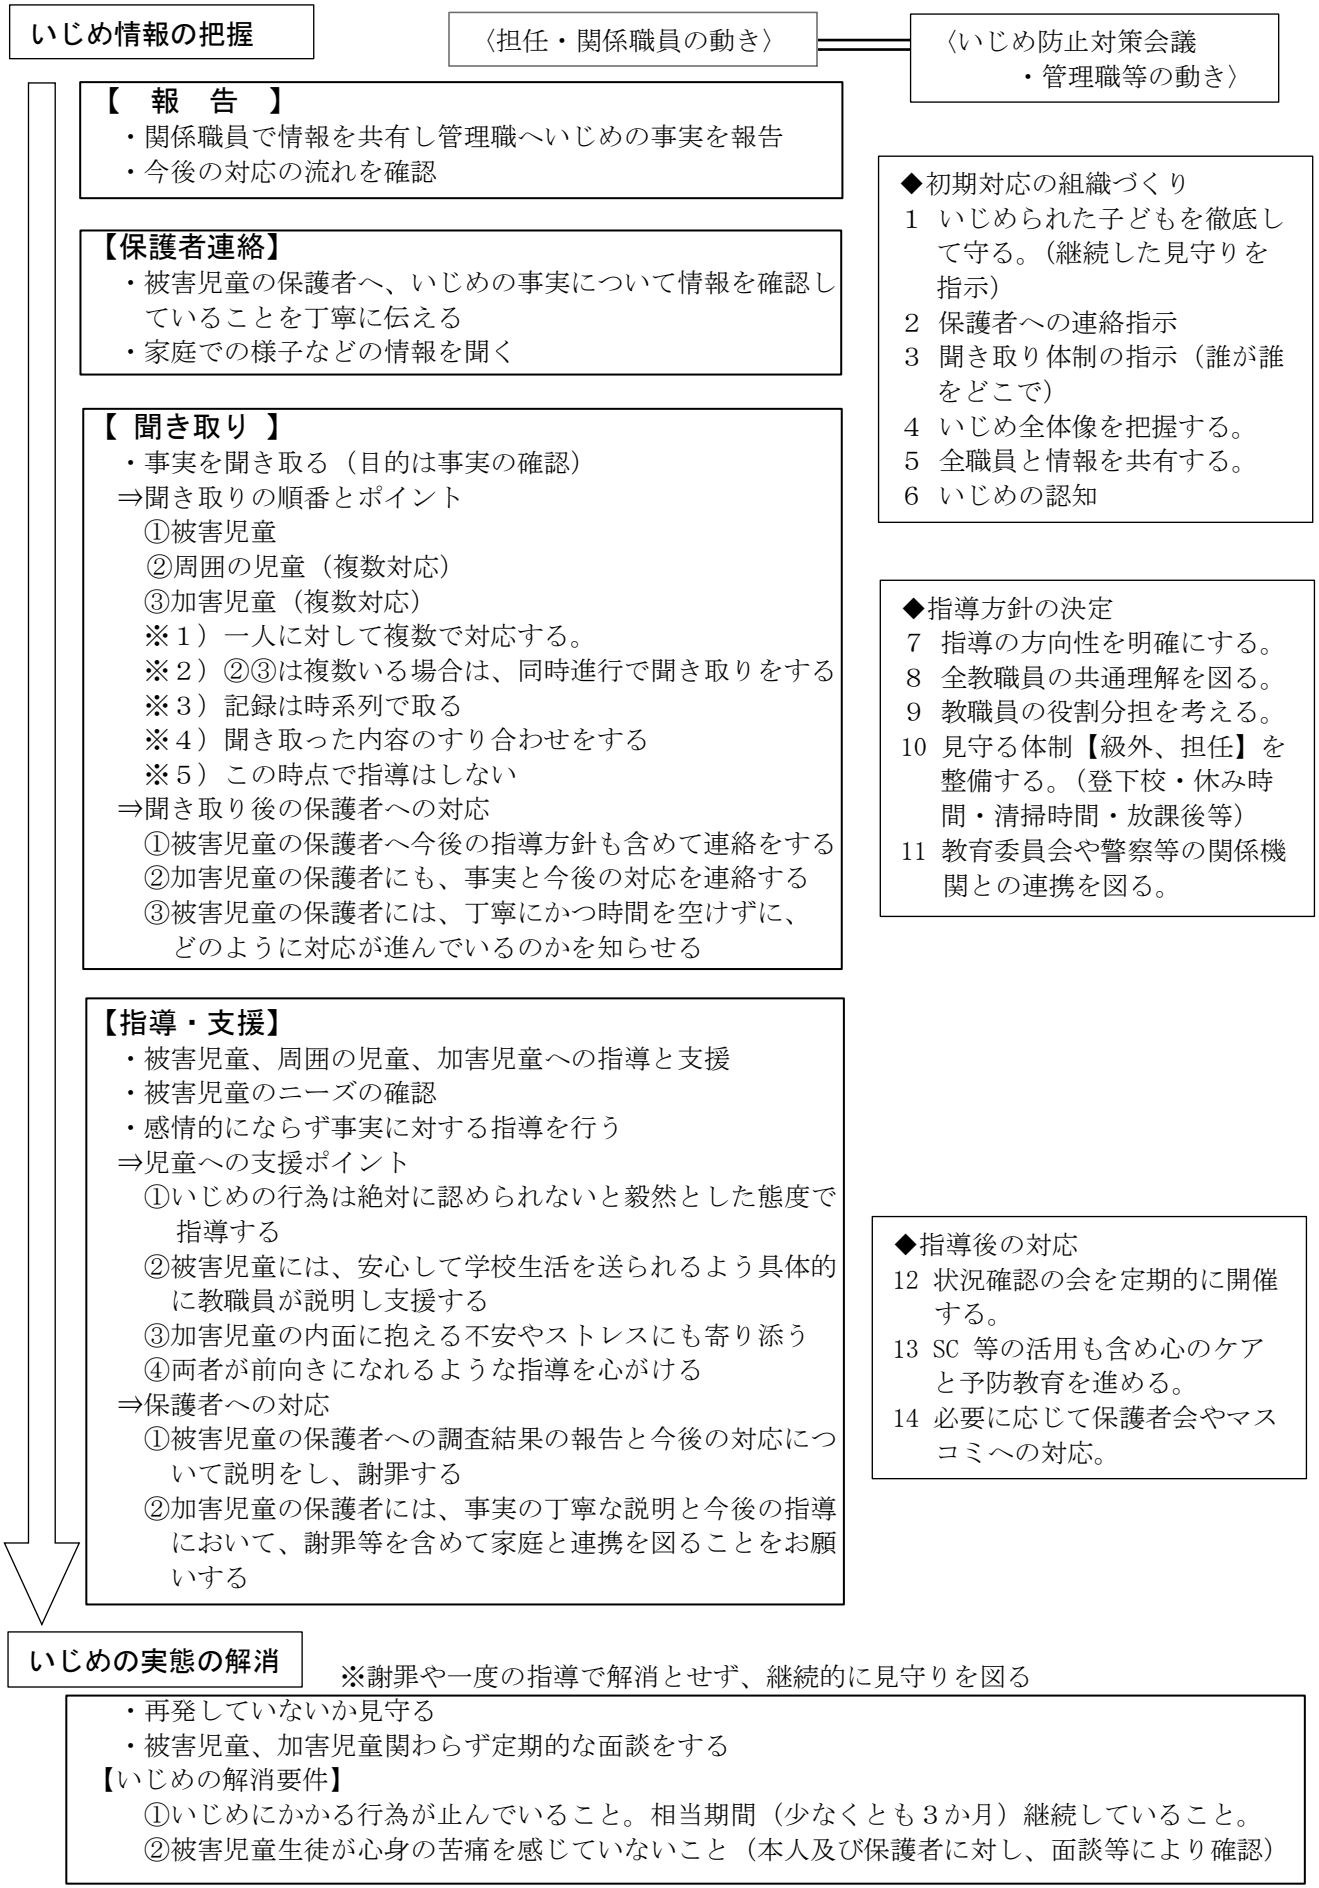 いじめ情報の把握
〈担任・関係職員の動き〉
〈いじめ防止対策会議
・管理職等の動き〉
【　報　告　】
・関係職員で情報を共有し管理職へいじめの事実を報告
・今後の対応の流れを確認
【保護者連絡】
・被害児童の保護者へ、いじめの事実について情報を確認し
ていることを丁寧に伝える
・家庭での様子などの情報を聞く
【 聞き取り 】
・事実を聞き取る（目的は事実の確認）
⇒聞き取りの順番とポイント
①被害児童
②周囲の児童（複数対応）
③加害児童（複数対応）
※１）一人に対して複数で対応する。
※２）②③は複数いる場合は、同時進行で聞き取りをする
※３）記録は時系列で取る
※４）聞き取った内容のすり合わせをする
※５）この時点で指導はしない
⇒聞き取り後の保護者への対応
①被害児童の保護者へ今後の指導方針も含めて連絡をする
②加害児童の保護者にも、事実と今後の対応を連絡する
③被害児童の保護者には、丁寧にかつ時間を空けずに、
どのように対応が進んでいるのかを知らせる
【指導・支援】
・被害児童、周囲の児童、加害児童への指導と支援
・被害児童のニーズの確認
・感情的にならず事実に対する指導を行う
⇒児童への支援ポイント
①いじめの行為は絶対に認められないと毅然とした態度で
指導する
②被害児童には、安心して学校生活を送られるよう具体的
に教職員が説明し支援する
③加害児童の内面に抱える不安やストレスにも寄り添う
④両者が前向きになれるような指導を心がける
⇒保護者への対応
①被害児童の保護者への調査結果の報告と今後の対応につ
いて説明をし、謝罪する
②加害児童の保護者には、事実の丁寧な説明と今後の指導
において、謝罪等を含めて家庭と連携を図ることをお願
いする
◆初期対応の組織づくり
１ いじめられた子どもを徹底し
て守る。（継続した見守りを
指示）
２ 保護者への連絡指示
３ 聞き取り体制の指示（誰が誰
をどこで）
４ いじめ全体像を把握する。
５ 全職員と情報を共有する。
６ いじめの認知
◆指導方針の決定
７ 指導の方向性を明確にする。
８ 全教職員の共通理解を図る。
９ 教職員の役割分担を考える。
10 見守る体制【級外、担任】を
整備する。（登下校・休み時
間・清掃時間・放課後等）
11 教育委員会や警察等の関係機
関との連携を図る。
◆指導後の対応
12 状況確認の会を定期的に開催
する。
13 SC 等の活用も含め心のケア
と予防教育を進める。
14 必要に応じて保護者会やマス
コミへの対応。
いじめの実態の解消
※謝罪や一度の指導で解消とせず、継続的に見守りを図る
・再発していないか見守る
・被害児童、加害児童関わらず定期的な面談をする
【いじめの解消要件】
①いじめにかかる行為が止んでいること。相当期間（少なくとも３か月）継続していること。
②被害児童生徒が心身の苦痛を感じていないこと（本人及び保護者に対し、面談等により確認）